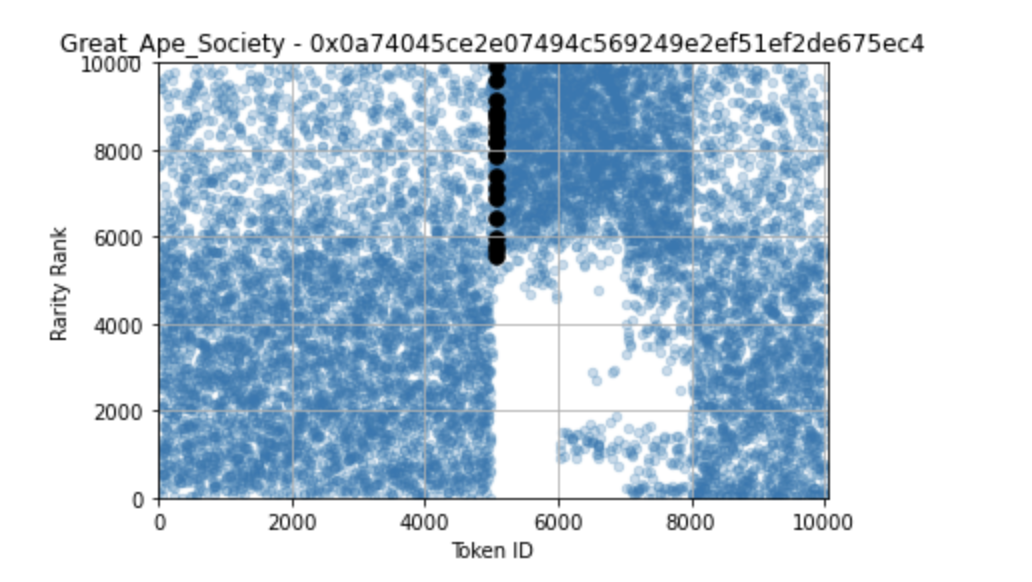 Great_Ape_Society - 0x0a74045ce2e07494c569249e2ef51ef2de675ec4
10000
8000
6000
4000
2000
0
Rarity Rank
0 2000 4000 6000 8000 10000
Token ID